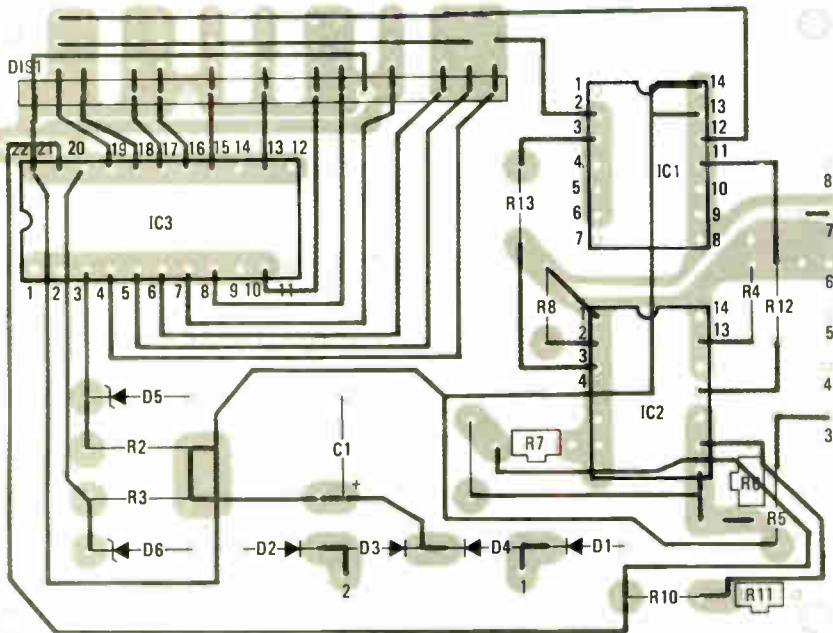 DIS1
22 21 20 19 18 17 16 15 14 13 12
IC3
1 2 3 4 5 6 7 8 9 10 11
1 14
2 13
3 12
4 11
IC1
5 10
6 9
7 8
R13
R8
R4
R12
8
7
6
5
4
3
1 14
2 13
3
4
IC2
D5
R2
C1
+
R7
R6
R3
R5
D6
D2
D3
D4
D1
2
1
R10
R11